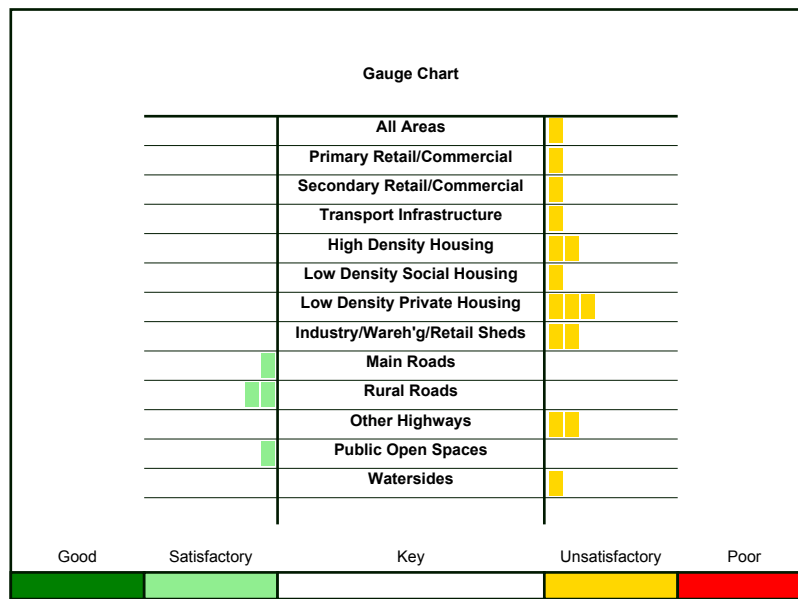 Gauge Chart
All Areas
Primary Retail/Commercial
Secondary Retail/Commercial
Transport Infrastructure
High Density Housing
Low Density Social Housing
Low Density Private Housing
Industry/Wareh'g/Retail Sheds
Main Roads
Rural Roads
Other Highways
Public Open Spaces
Watersides
Good Satisfactory Key Unsatisfactory Poor